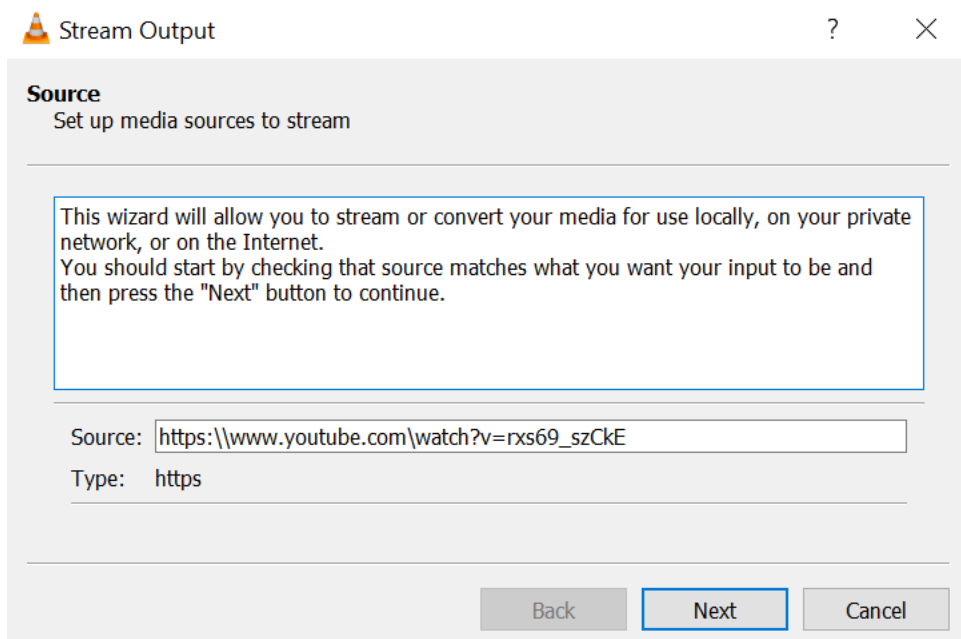 Stream Output
?
Source
Set up media sources to stream
This wizard will allow you to stream or convert your media for use locally, on your private
network, or on the Internet.
You should start by checking that source matches what you want your input to be and
then press the "Next" button to continue.
Source: https:\\www.youtube.com\watch?v=rxs69_szCkE
Type: https
Back Next Cancel